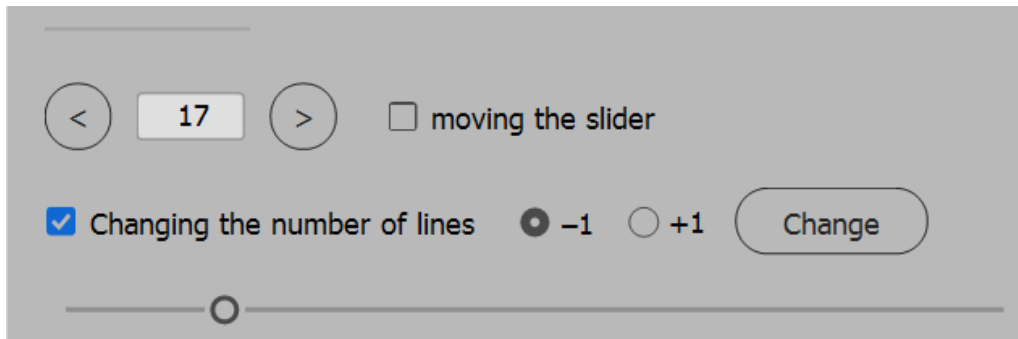 < 17 > moving the slider
Changing the number of lines –1 +1 Change